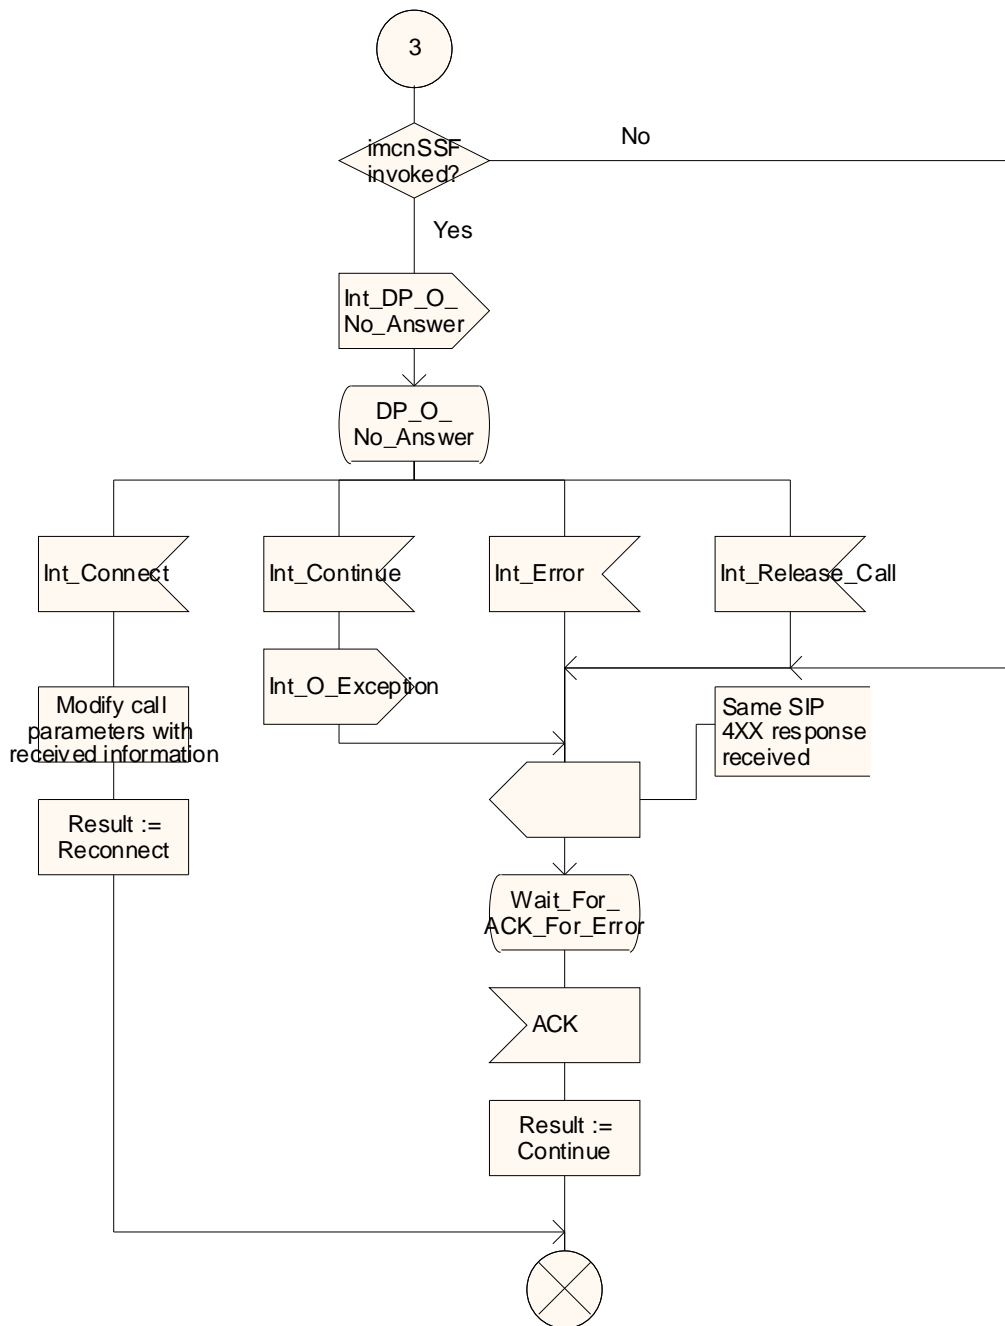 3
imcnSSF
invoked?
No
Yes
Int_DP_O_
No_Answer
DP_O_
No_Answer
Int_Connect
Int_Continue
Int_Error
Int_Release_Call
Int_O_Exception
Modify call
parameters with
received information
Same SIP
4XX response
received
Result :=
Reconnect
Wait_For_
ACK_For_Error
ACK
Result :=
Continue